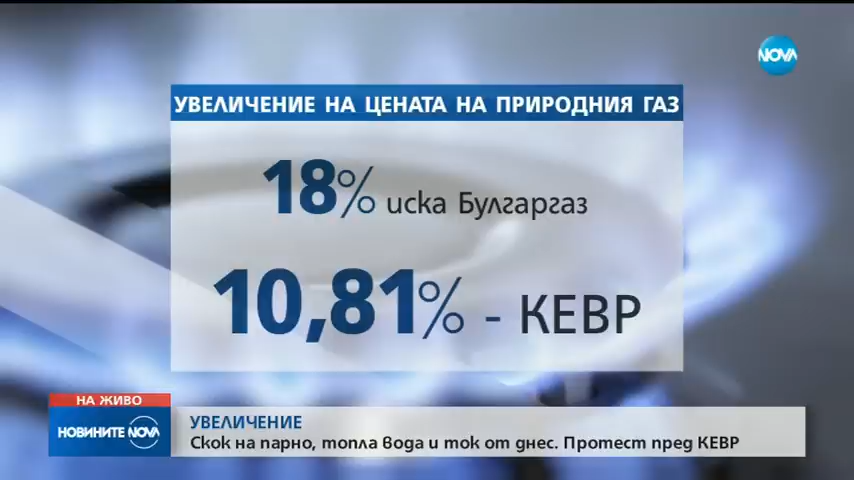 NOVA
УВЕЛИЧЕНИЕ НА ЦЕНАТА НА ПРИРОДНИЯ ГАЗ
18% иска Булгаргаз
10,81% - КЕВР
НА ЖИВО
НОВИНИТЕ NOVA
УВЕЛИЧЕНИЕ
Скок на парно, топла вода и ток от днес. Протест пред КЕВР